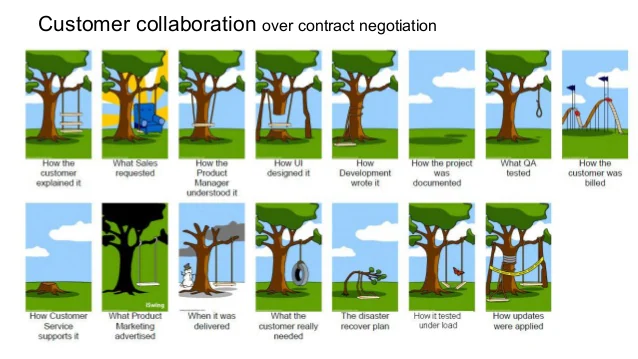 Customer collaboration over contract negotiation
How the
customer
explained it
What Sales
requested
How the
Product
Manager
understood it
How UI
designed it
How
Development
wrote it
How the project
was
documented
What QA
tested
How the
customer was
billed
How Customer
Service
supports it
iSwing
What Product
Marketing
advertised
When it was
delivered
What the
customer really
needed
The disaster
recover plan
How it tested
under load
How updates
were applied